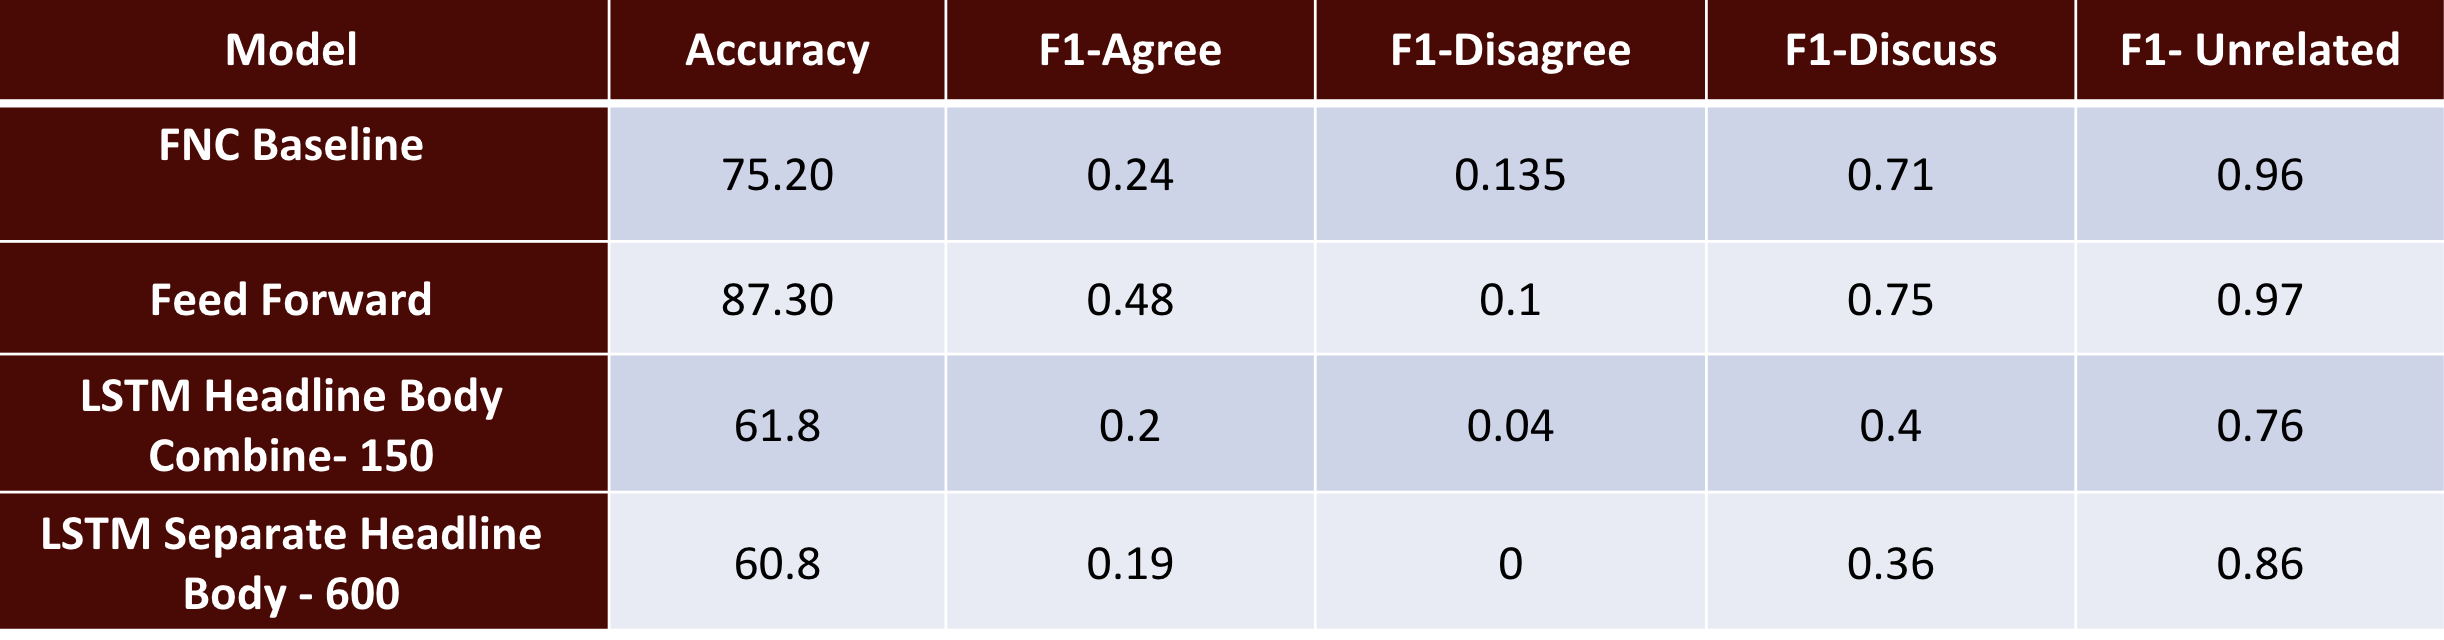 Model Accuracy F1-Agree F1-Disagree F1-Discuss F1- Unrelated
FNC Baseline 75.20 0.24 0.135 0.71 0.96
Feed Forward 87.30 0.48 0.1 0.75 0.97
LSTM Headline Body
Combine- 150 61.8 0.2 0.04 0.4 0.76
LSTM Separate Headline
Body - 600 60.8 0.19 0 0.36 0.86